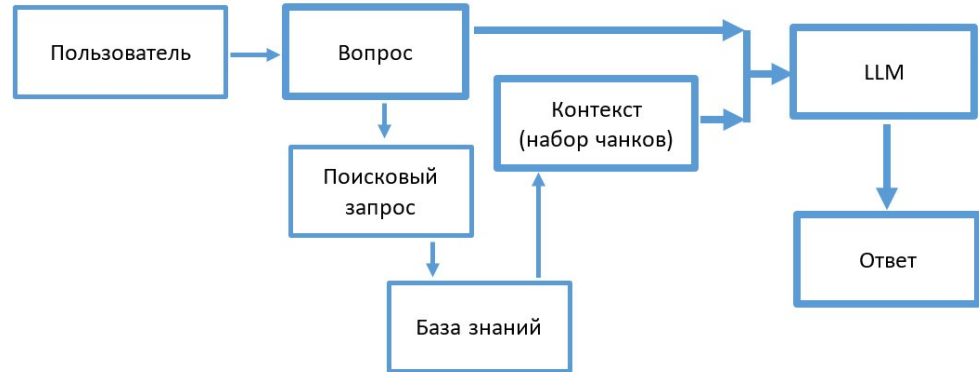 Пользователь
Вопрос
LLM
Контекст
(набор чанков)
Поисковый
запрос
Ответ
База знаний